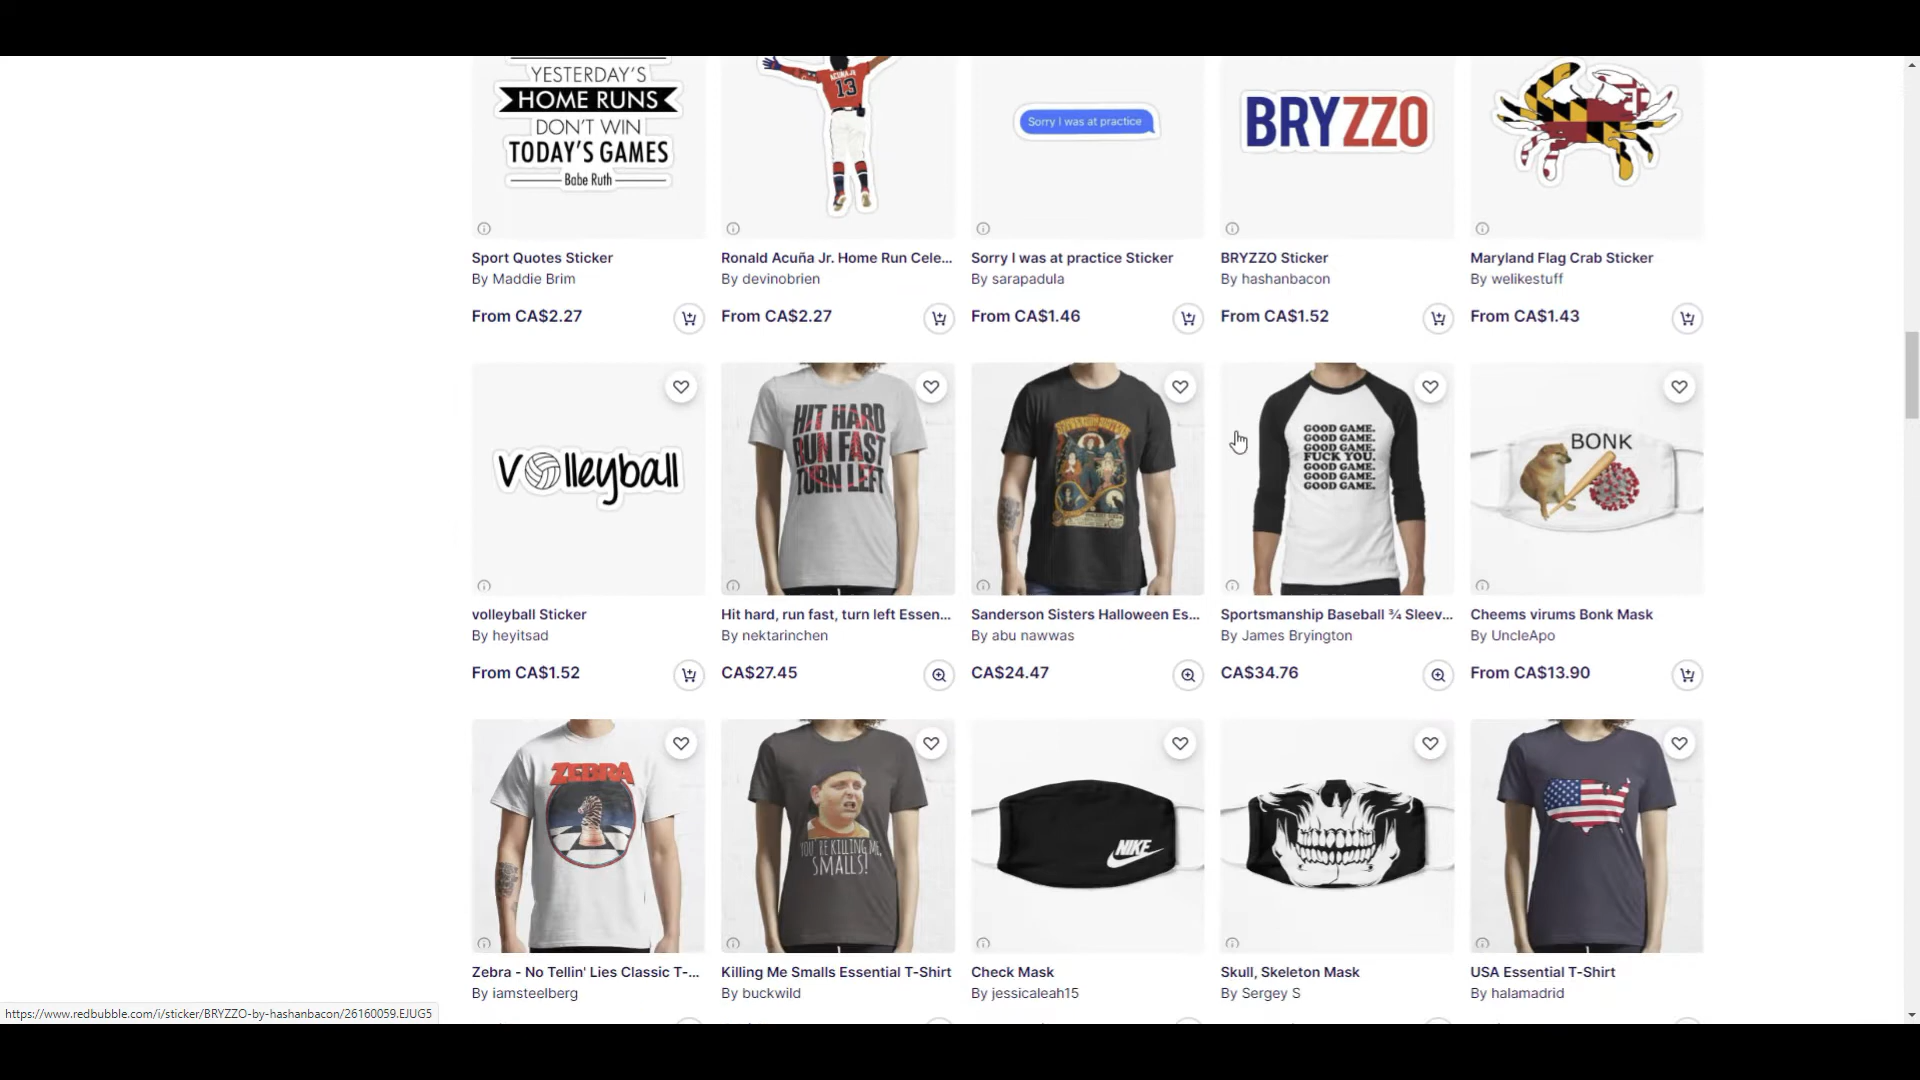 YESTERDAY'S
HOME RUNS
DON'T WIN
TODAY'S GAMES
Babe Ruth
ACUNA JR.
13
Sorry I was at practice
BRYZZO
Sport Quotes Sticker
By Maddie Brim
From CA$2.27
Ronald Acuña Jr. Home Run Cele...
By devinobrien
From CA$2.27
Sorry I was at practice Sticker
By sarapadula
From CA$1.46
BRYZZO Sticker
By hashanbacon
From CA$1.52
Maryland Flag Crab Sticker
By welikestuff
From CA$1.43
Volleyball
HIT HARD
RUN FAST
TURN LEFT
GOOD GAME.
GOOD GAME.
GOOD GAME.
FUCK YOU.
GOOD GAME.
GOOD GAME.
GOOD GAME.
BONK
volleyball Sticker
By heyitsad
From CA$1.52
Hit hard, run fast, turn left Essen...
By nektarinchen
CA$27.45
Sanderson Sisters Halloween Es...
By abu nawwas
CA$24.47
Sportsmanship Baseball ¾ Sleev...
By James Bryington
CA$34.76
Cheems virums Bonk Mask
By UncleApo
From CA$13.90
ZEBRA
YOU'RE KILLING ME,
SMALLS!
NIKE
Zebra - No Tellin' Lies Classic T-...
By iamsteelberg
Killing Me Smalls Essential T-Shirt
By buckwild
Check Mask
By jessicaleah15
Skull, Skeleton Mask
By Sergey S
USA Essential T-Shirt
By halamadrid
https://www.redbubble.com/i/sticker/BRYZZO-by-hashanbacon/26160059.EJUG5